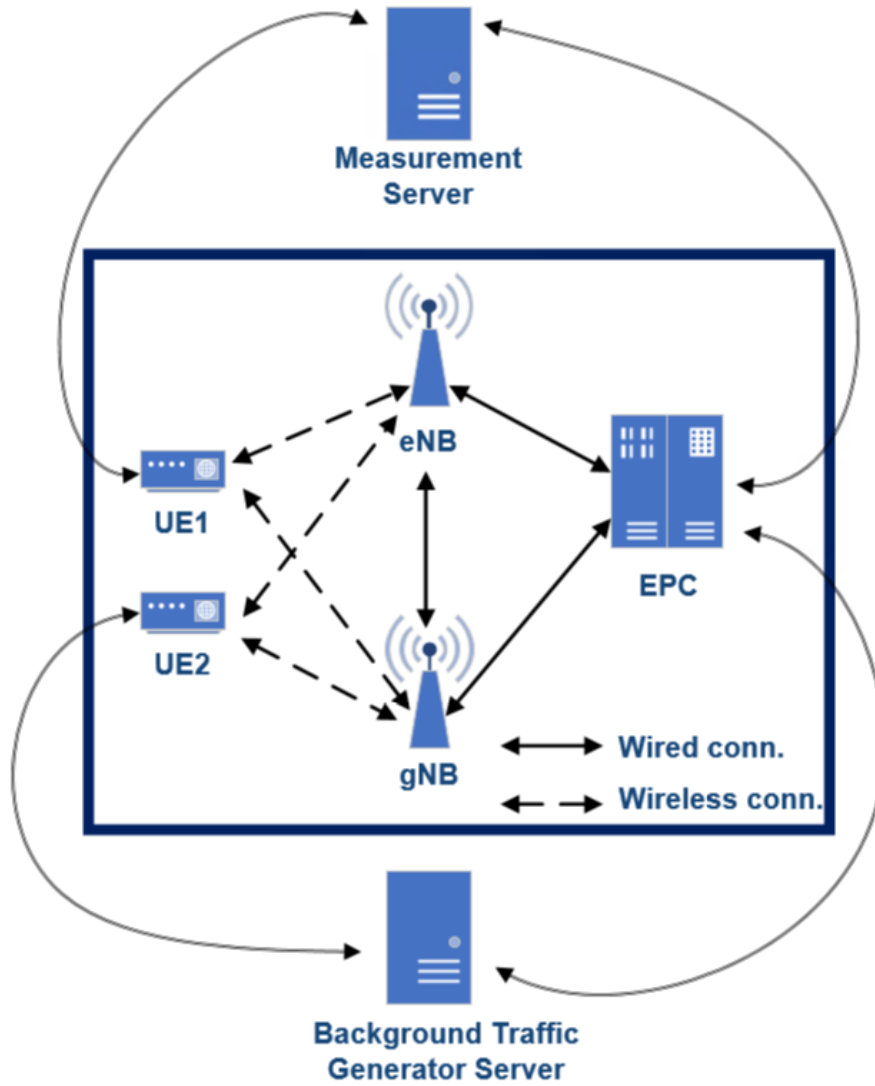 Measurement
Server
eNB
UE1
EPC
UE2
gNB
Wired conn.
Wireless conn.
Background Traffic
Generator Server